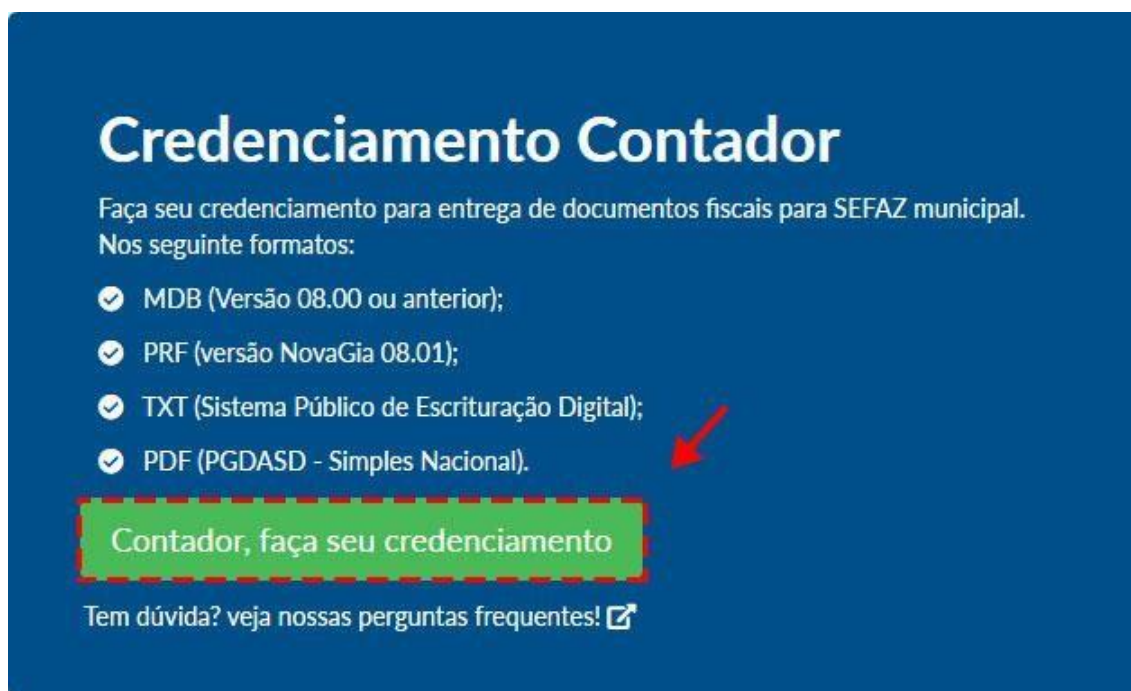 Credenciamento Contador
Faça seu credenciamento para entrega de documentos fiscais para SEFAZ municipal.
Nos seguinte formatos:
MDB (Versão 08.00 ou anterior);
PRF (versão NovaGia 08.01);
TXT (Sistema Público de Escrituração Digital);
PDF (PGDASD - Simples Nacional).
Contador, faça seu credenciamento
Tem dúvida? veja nossas perguntas frequentes!